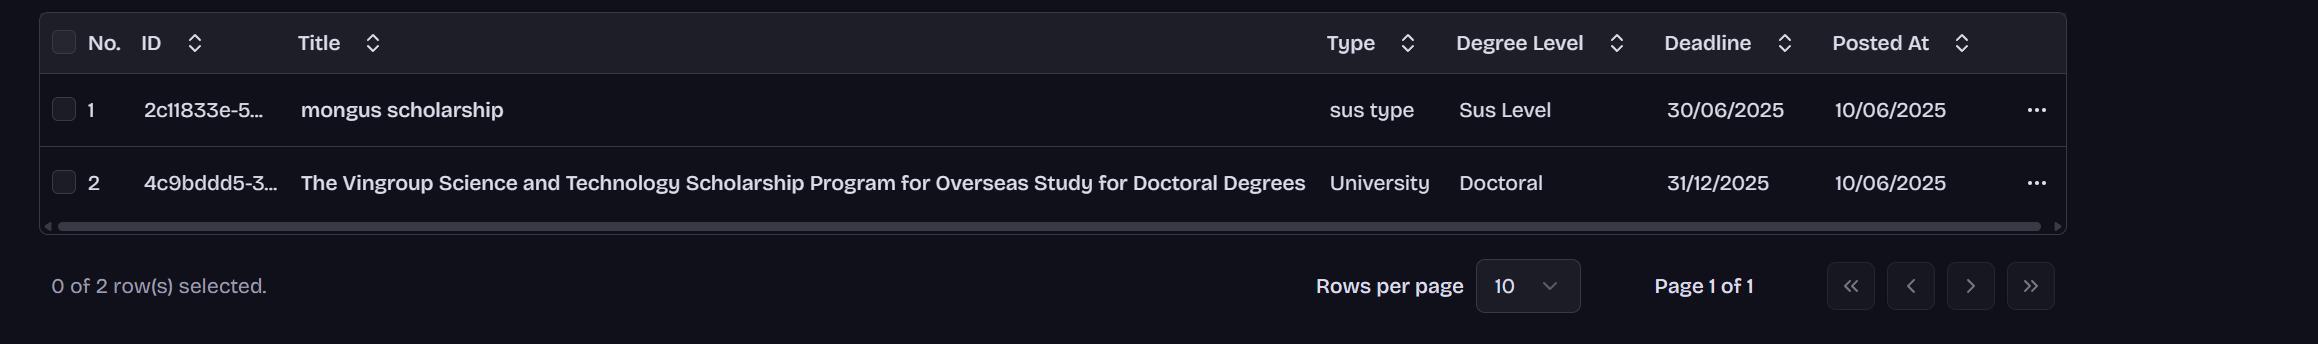 No. ID Title Type Degree Level Deadline Posted At
1 2c11833e-5... mongus scholarship sus type Sus Level 30/06/2025 10/06/2025
2 4c9bddd5-3... The Vingroup Science and Technology Scholarship Program for Overseas Study for Doctoral Degrees University Doctoral 31/12/2025 10/06/2025
0 of 2 row(s) selected. Rows per page 10 Page 1 of 1